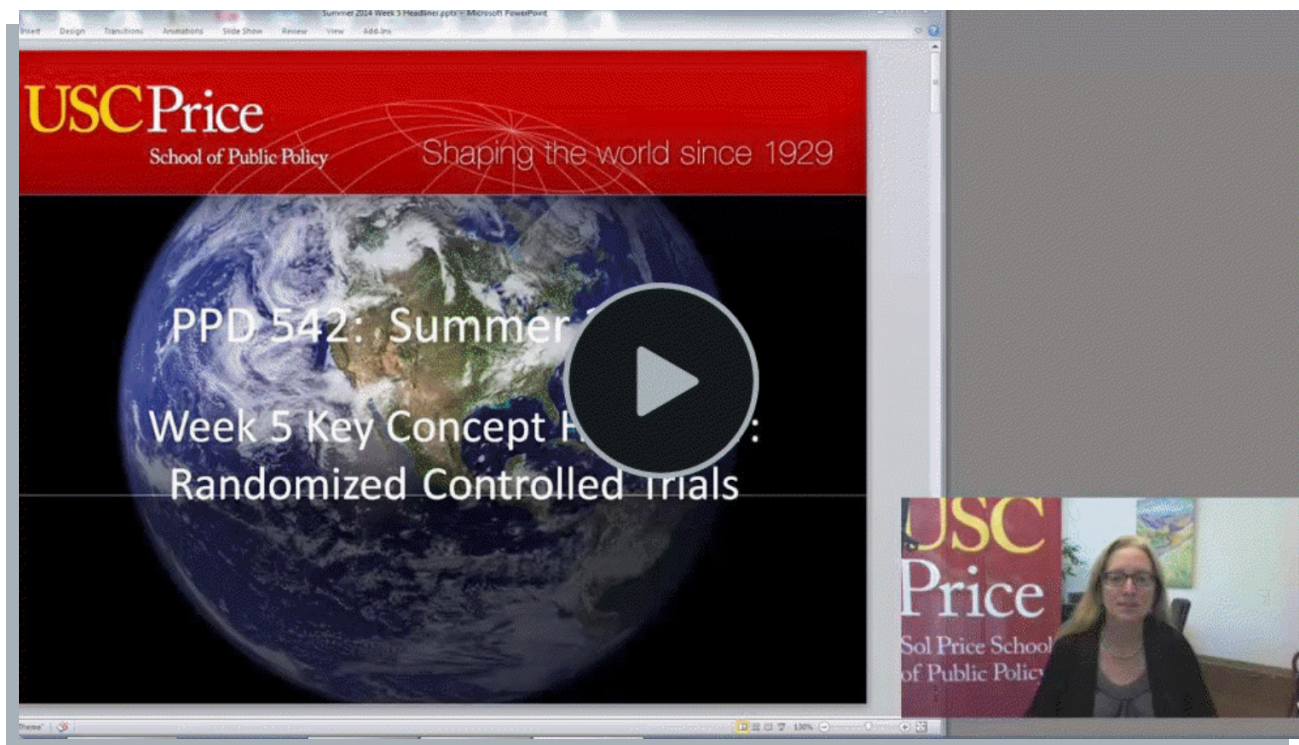 Summer 2014 Week 5 Headliner.pptx - Microsoft PowerPoint
Insert Design Transitions Animations Slide Show Review View Add-Ins
USC Price
School of Public Policy
Shaping the world since 1929
PPD 542: Summer
Week 5 Key Concept
Randomized Controlled Trials
USC
Price
Sol Price School
of Public Policy
Theme"
130%